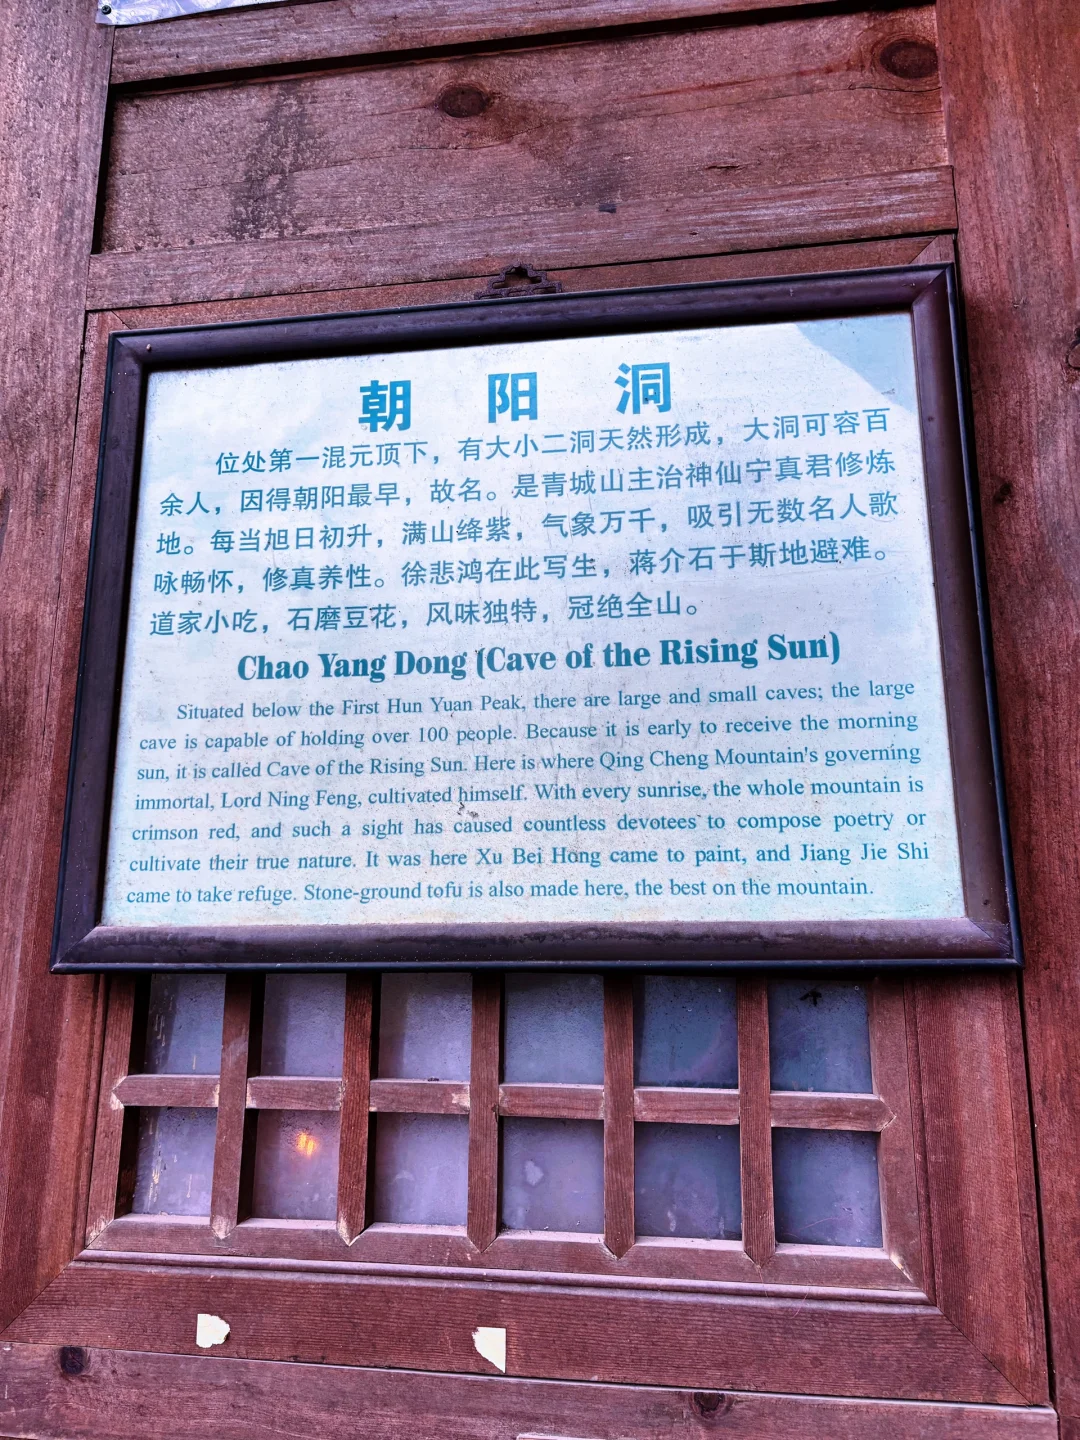 朝阳洞
位处第一混元顶下，有大小二洞天然形成，大洞可容百
余人，因得朝阳最早，故名。是青城山主治神仙宁真君修炼
地。每当旭日初升，满山绛紫，气象万千，吸引无数名人歌
咏畅怀，修真养性。徐悲鸿在此写生，蒋介石于斯地避难。
道家小吃，石磨豆花，风味独特，冠绝全山。
Chao Yang Dong (Cave of the Rising Sun)
Situated below the First Hun Yuan Peak, there are large and small caves; the large
cave is capable of holding over 100 people. Because it is early to receive the morning
sun, it is called Cave of the Rising Sun. Here is where Qing Cheng Mountain's governing
immortal, Lord Ning Feng, cultivated himself. With every sunrise, the whole mountain is
crimson red, and such a sight has caused countless devotees to compose poetry or
cultivate their true nature. It was here Xu Bei Hong came to paint, and Jiang Jie Shi
came to take refuge. Stone-ground tofu is also made here, the best on the mountain.